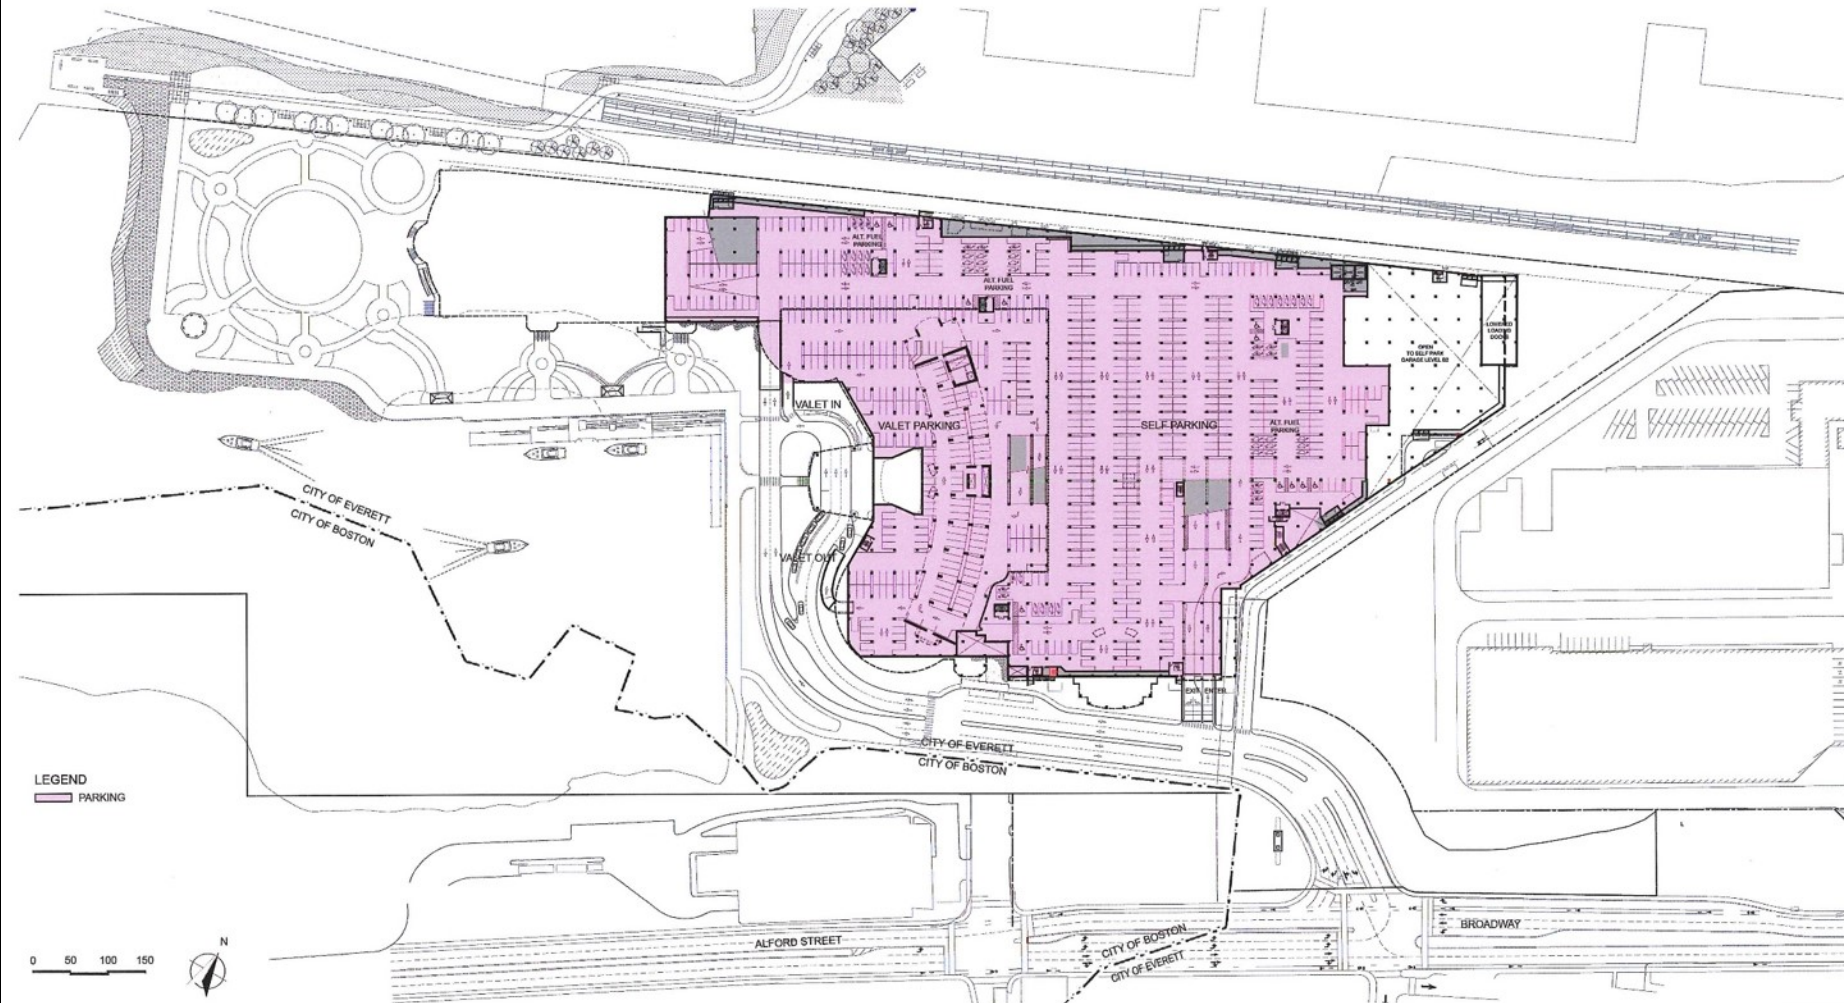 ALT. FUEL
PARKING
ALT. FUEL
PARKING
LOWERED
LOADING
DOCKS
OPEN
TO SELF PARK
GARAGE LEVEL B2
VALET IN
VALET PARKING
SELF PARKING
ALT. FUEL
PARKING
CITY OF EVERETT
CITY OF BOSTON
VALET OUT
EXIT ENTER
CITY OF EVERETT
CITY OF BOSTON
LEGEND
PARKING
ALFORD STREET
BROADWAY
CITY OF BOSTON
CITY OF EVERETT
N
0 50 100 150